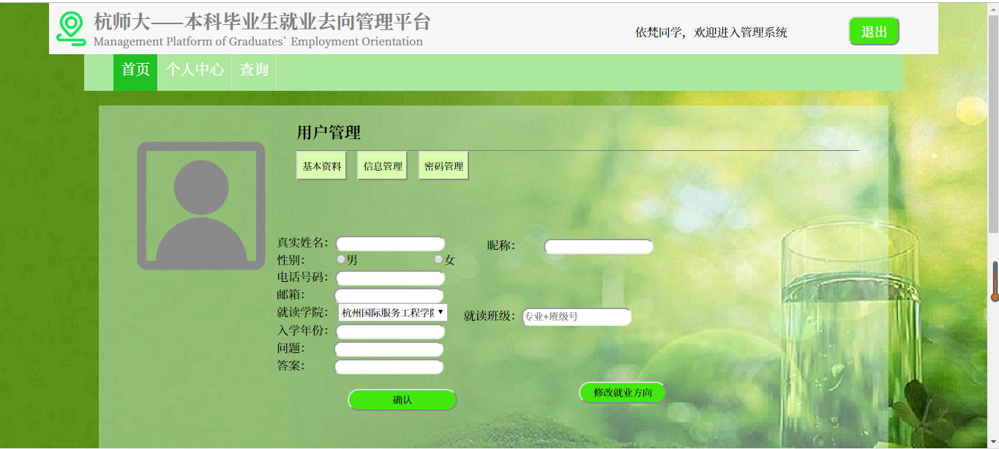 杭师大——本科毕业生就业去向管理平台
Management Platform of Graduates` Employment Orientation
依梵同学，欢迎进入管理系统
退出
首页 个人中心 查询
用户管理
基本资料 信息管理 密码管理
真实姓名： 昵称：
性别： 男 女
电话号码：
邮箱：
就读学院： 杭州国际服务工程学院 就读班级： 专业+班级号
入学年份：
问题：
答案：
确认 修改就业方向